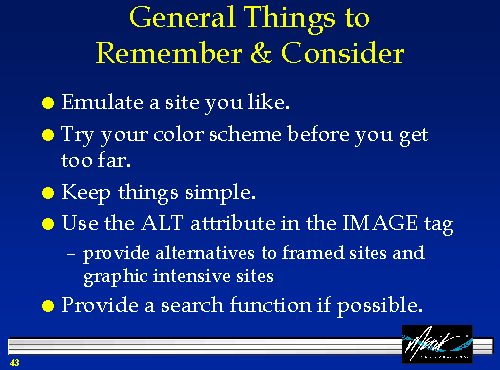 General Things to
Remember & Consider
Emulate a site you like.
Try your color scheme before you get
too far.
Keep things simple.
Use the ALT attribute in the IMAGE tag
– provide alternatives to framed sites and
graphic intensive sites
Provide a search function if possible.
43